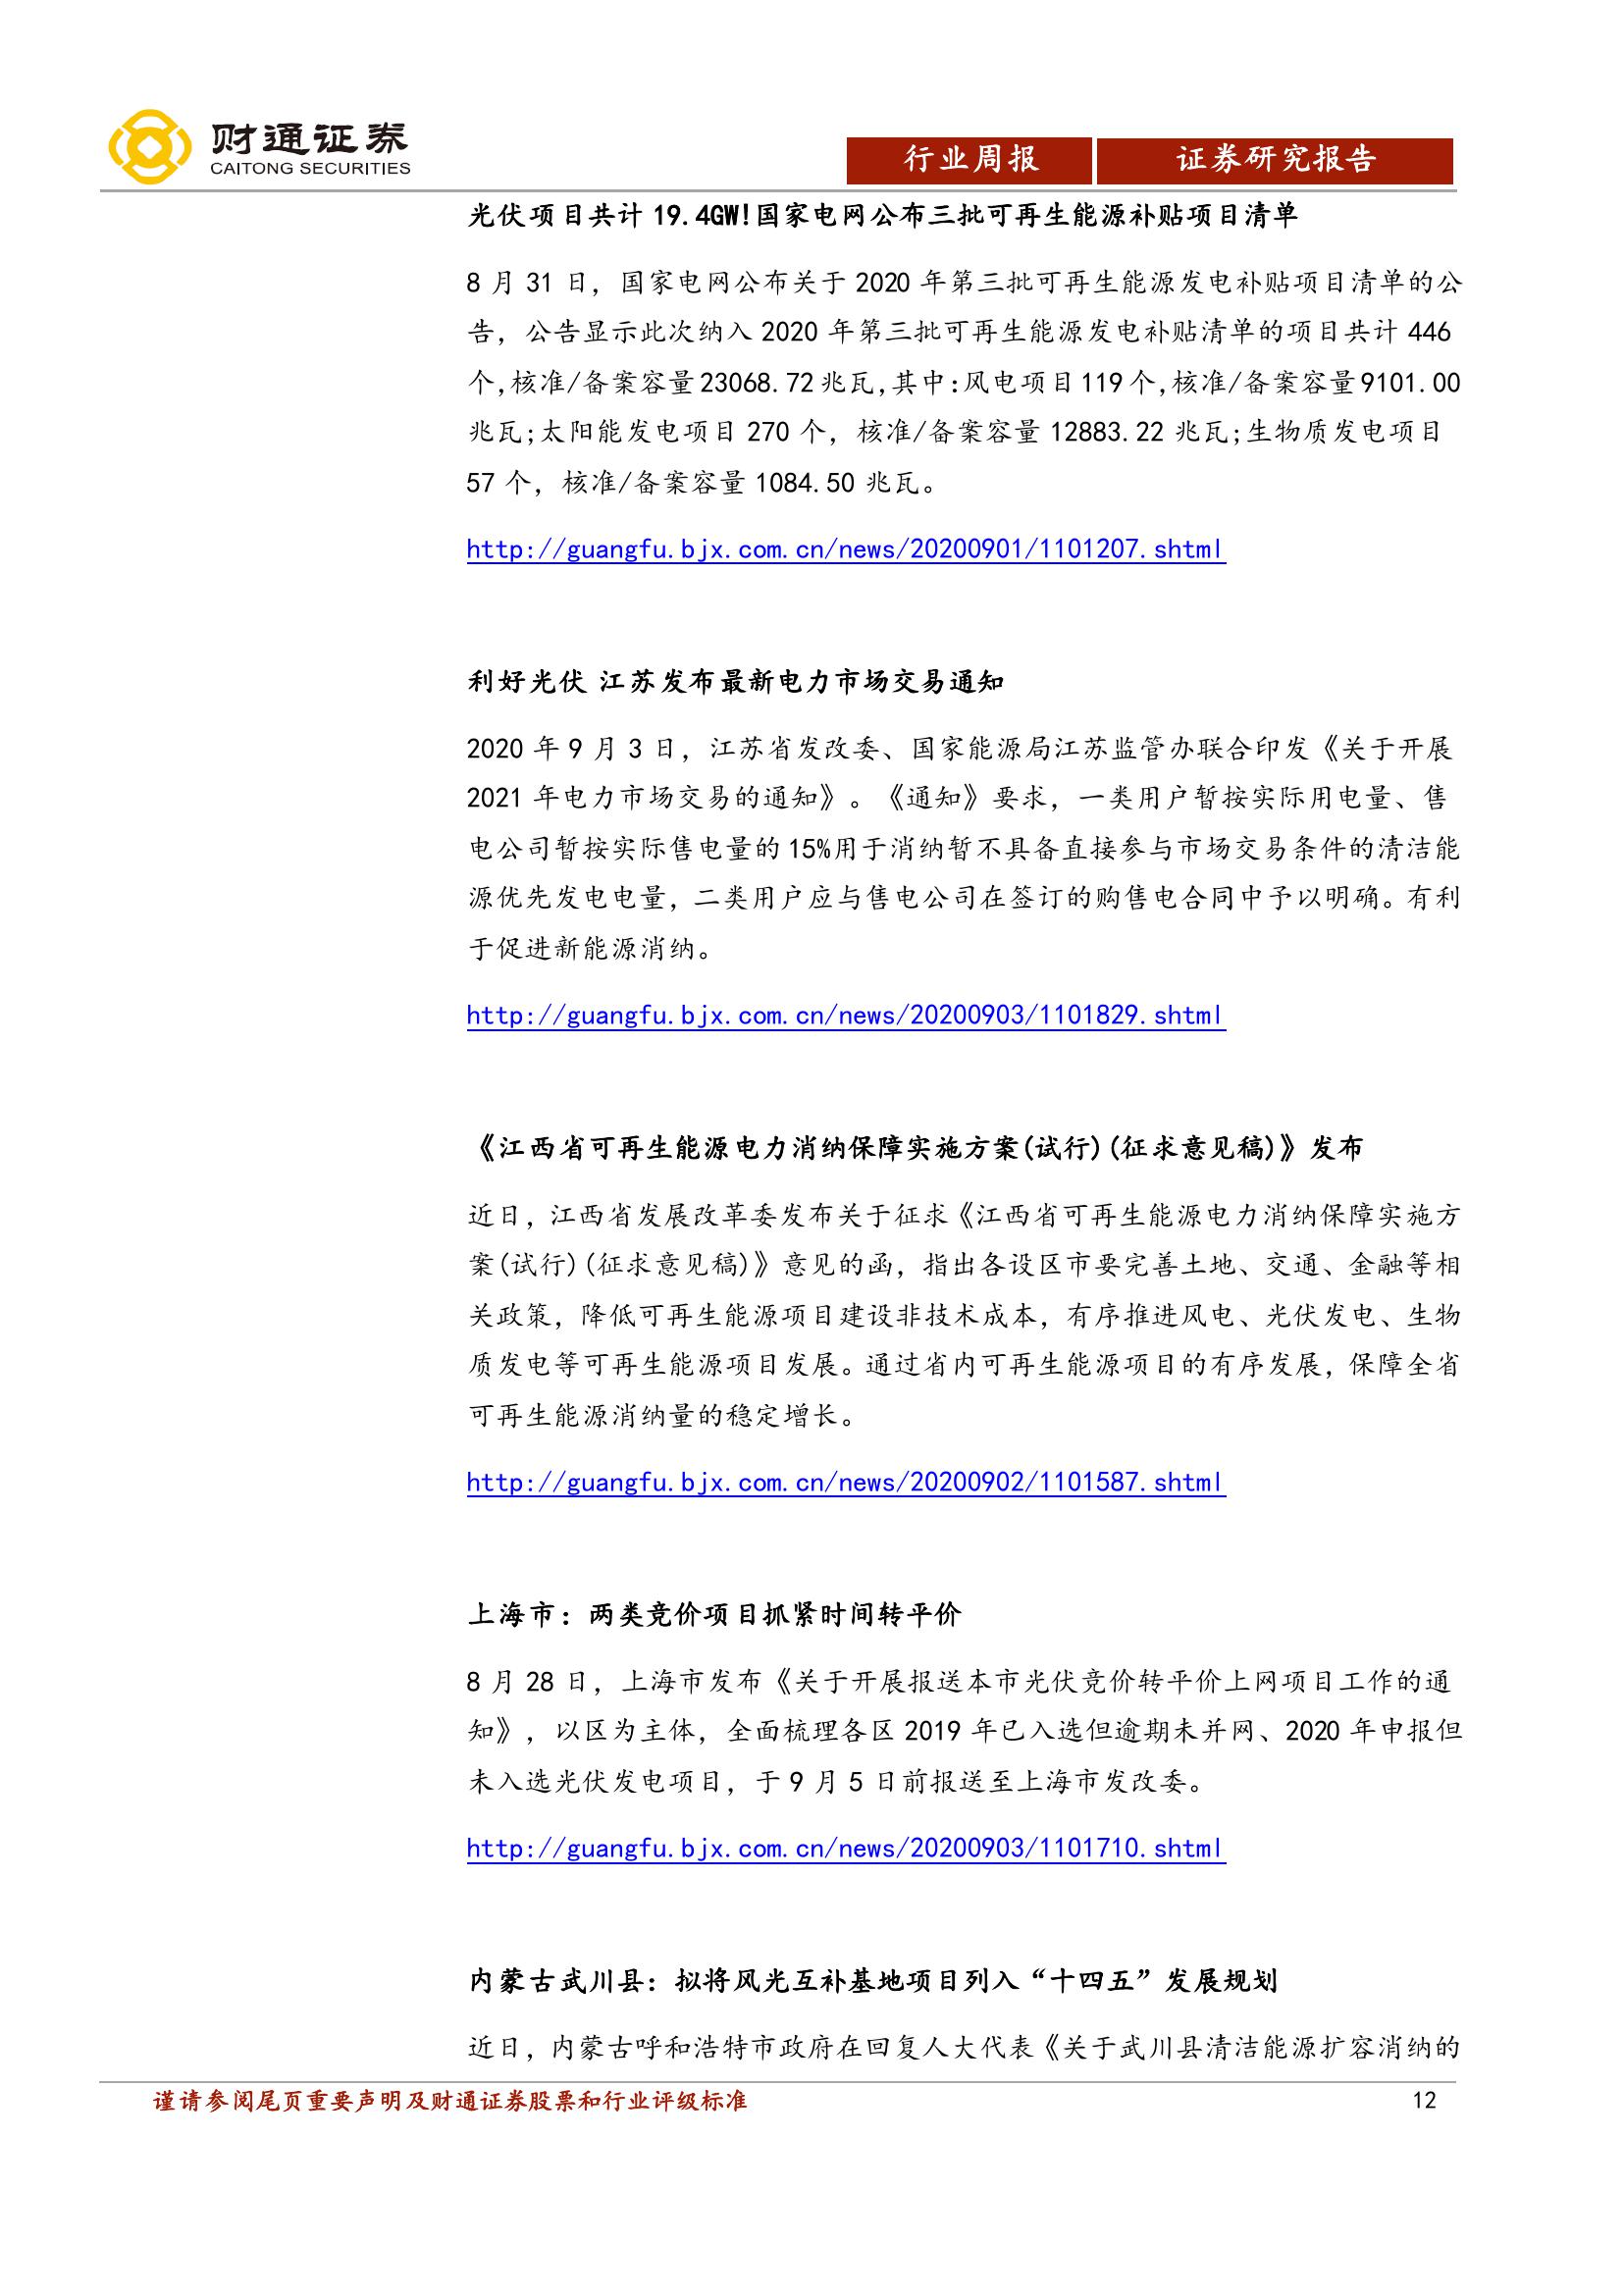 财通证券
CAITONG SECURITIES
行业周报
证券研究报告
光伏项目共计 19.4GW!国家电网公布三批可再生能源补贴项目清单
8 月 31 日，国家电网公布关于 2020 年第三批可再生能源发电补贴项目清单的公
告，公告显示此次纳入 2020 年第三批可再生能源发电补贴清单的项目共计 446
个,核准/备案容量 23068.72 兆瓦,其中:风电项目 119 个,核准/备案容量 9101.00
兆瓦;太阳能发电项目 270 个，核准/备案容量 12883.22 兆瓦;生物质发电项目
57 个，核准/备案容量 1084.50 兆瓦。
http://guangfu.bjx.com.cn/news/20200901/1101207.shtml
利好光伏 江苏发布最新电力市场交易通知
2020 年 9 月 3 日，江苏省发改委、国家能源局江苏监管办联合印发《关于开展
2021 年电力市场交易的通知》。《通知》要求，一类用户暂按实际用电量、售
电公司暂按实际售电量的 15%用于消纳暂不具备直接参与市场交易条件的清洁能
源优先发电电量，二类用户应与售电公司在签订的购售电合同中予以明确。有利
于促进新能源消纳。
http://guangfu.bjx.com.cn/news/20200903/1101829.shtml
《江西省可再生能源电力消纳保障实施方案(试行)(征求意见稿)》发布
近日，江西省发展改革委发布关于征求《江西省可再生能源电力消纳保障实施方
案(试行)(征求意见稿)》意见的函，指出各设区市要完善土地、交通、金融等相
关政策，降低可再生能源项目建设非技术成本，有序推进风电、光伏发电、生物
质发电等可再生能源项目发展。通过省内可再生能源项目的有序发展，保障全省
可再生能源消纳量的稳定增长。
http://guangfu.bjx.com.cn/news/20200902/1101587.shtml
上海市：两类竞价项目抓紧时间转平价
8 月 28 日，上海市发布《关于开展报送本市光伏竞价转平价上网项目工作的通
知》，以区为主体，全面梳理各区 2019 年已入选但逾期未并网、2020 年申报但
未入选光伏发电项目，于 9 月 5 日前报送至上海市发改委。
http://guangfu.bjx.com.cn/news/20200903/1101710.shtml
内蒙古武川县：拟将风光互补基地项目列入“十四五”发展规划
近日，内蒙古呼和浩特市政府在回复人大代表《关于武川县清洁能源扩容消纳的
谨请参阅尾页重要声明及财通证券股票和行业评级标准
12